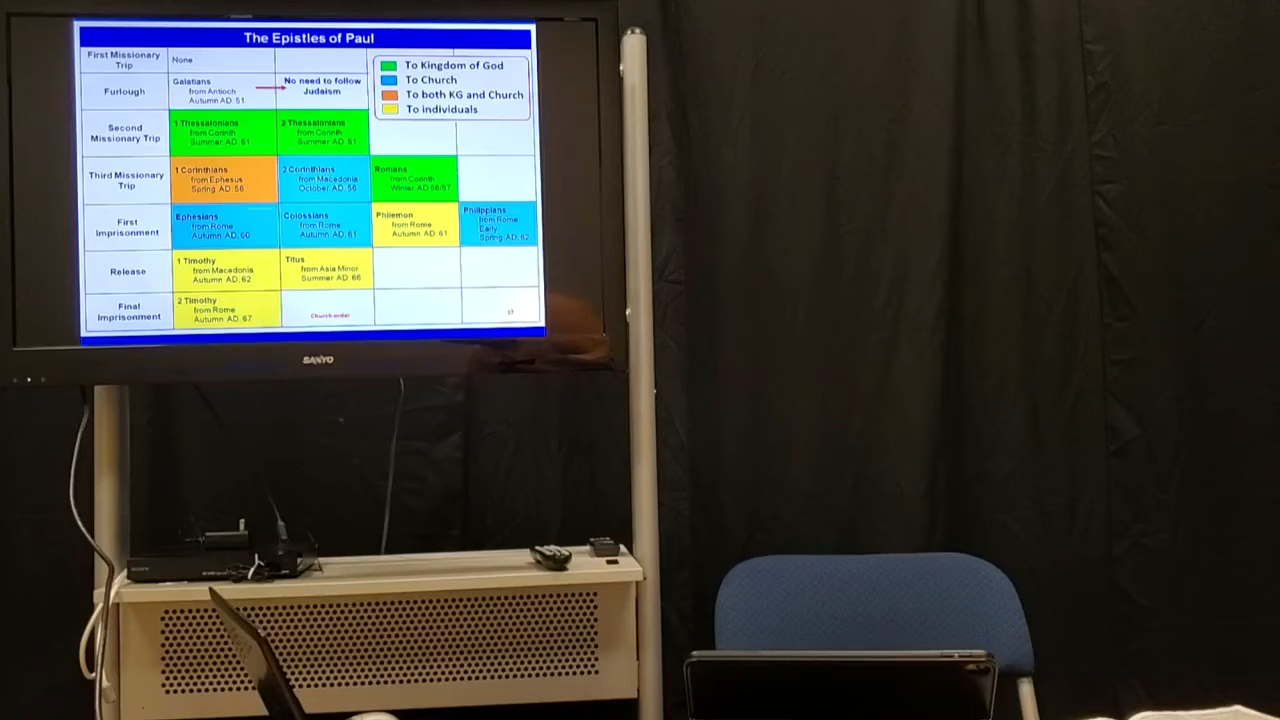 The Epistles of Paul
First Missionary
Trip
None
To Kingdom of God
To Church
To both KG and Church
To individuals
Furlough
Galatians
from Antioch
Autumn AD. 51
No need to follow
Judaism
Second
Missionary Trip
1 Thessalonians
from Corinth
Summer AD. 51
2 Thessalonians
from Corinth
Summer AD. 51
Third Missionary
Trip
1 Corinthians
from Ephesus
Spring AD. 56
2 Corinthians
from Macedonia
October AD. 56
Romans
from Corinth
Winter AD 56/57
First
Imprisonment
Ephesians
from Rome
Autumn AD. 60
Colossians
from Rome
Autumn AD. 61
Philemon
from Rome
Autumn AD. 61
Philippians
from Rome
Early
Spring AD. 62
Release
1 Timothy
from Macedonia
Autumn AD. 62
Titus
from Asia Minor
Summer AD. 66
Final
Imprisonment
2 Timothy
from Rome
Autumn AD. 67
Church order
17
SANYO
SONY